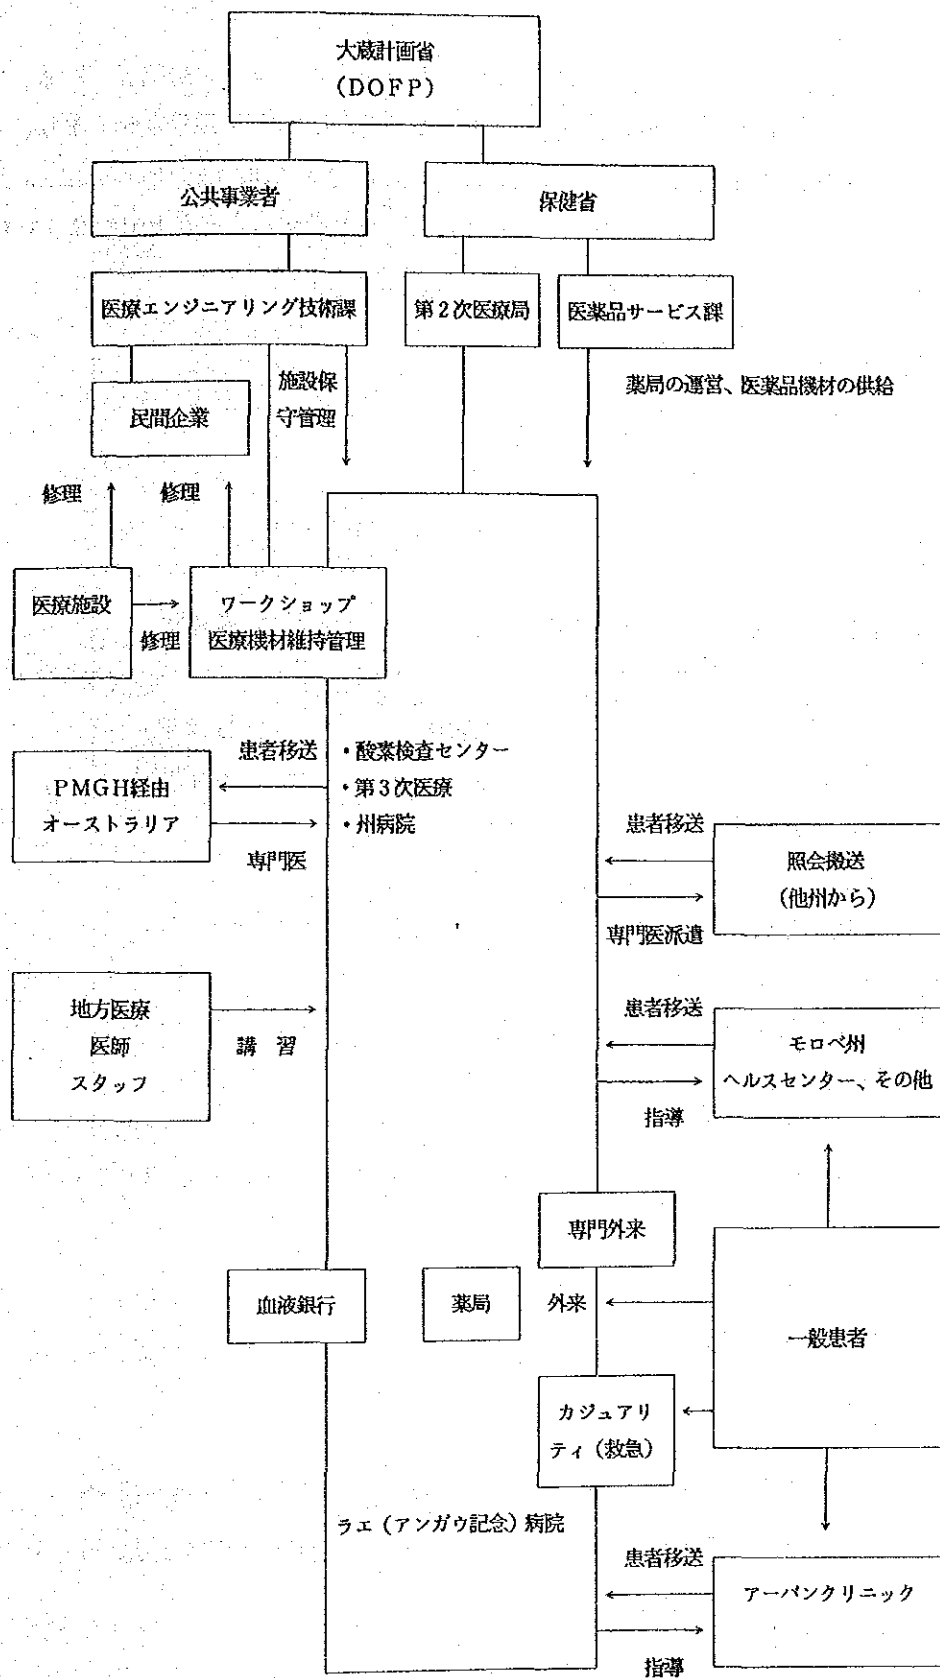 大蔵計画省
(DOFP)
公共事業者
保健省
医療エンジニアリング技術課
第2次医療局
医薬品サービス課
施設保
守管理
薬局の運営、医薬品機材の供給
民間企業
修理
修理
医療施設
修理
ワークショップ
医療機材維持管理
患者移送
・酸素検査センター
・第3次医療
・州病院
PMGH経由
オーストラリア
専門医
患者移送
照会搬送
(他州から)
専門医派遣
地方医療
医師
スタッフ
講習
患者移送
モロベ州
ヘルスセンター、その他
指導
専門外来
血液銀行
薬局
外来
一般患者
カジュアリ
ティ(救急)
ラエ(アンガウ記念)病院
患者移送
アーバンクリニック
指導